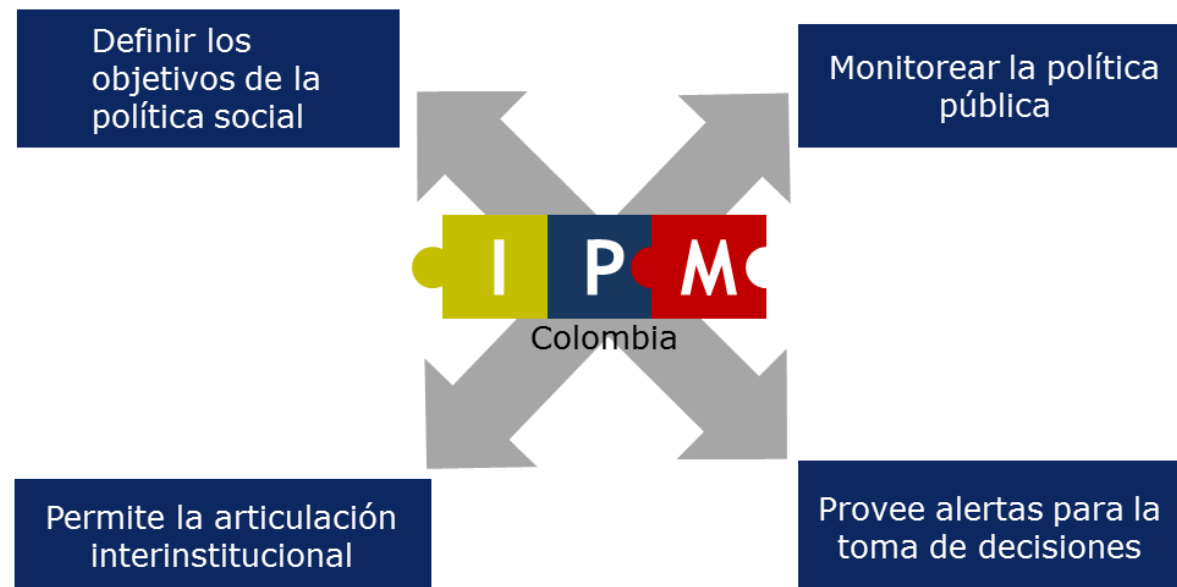 Definir los
objetivos de la
política social
Monitorear la política
pública
IPM
Colombia
Permite la articulación
interinstitucional
Provee alertas para la
toma de decisiones